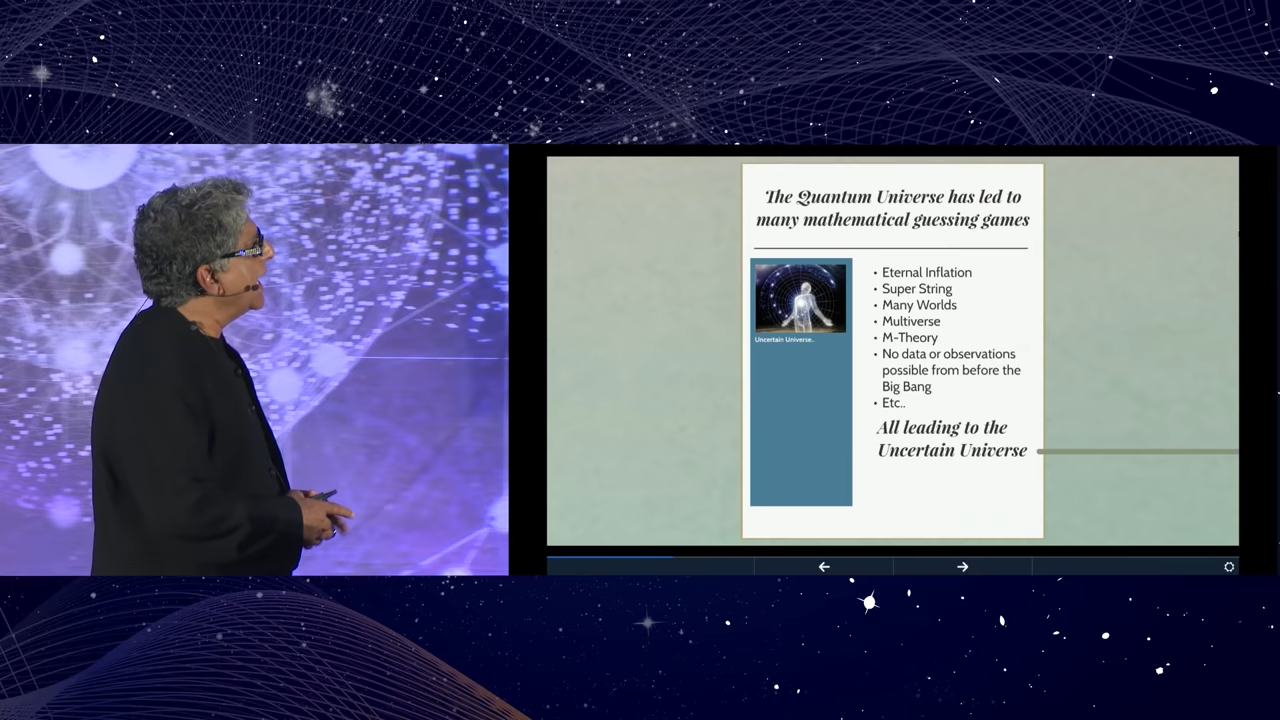 The Quantum Universe has led to
many mathematical guessing games
Uncertain Universe..
• Eternal Inflation
• Super String
• Many Worlds
• Multiverse
• M-Theory
• No data or observations
possible from before the
Big Bang
• Etc..
All leading to the
Uncertain Universe